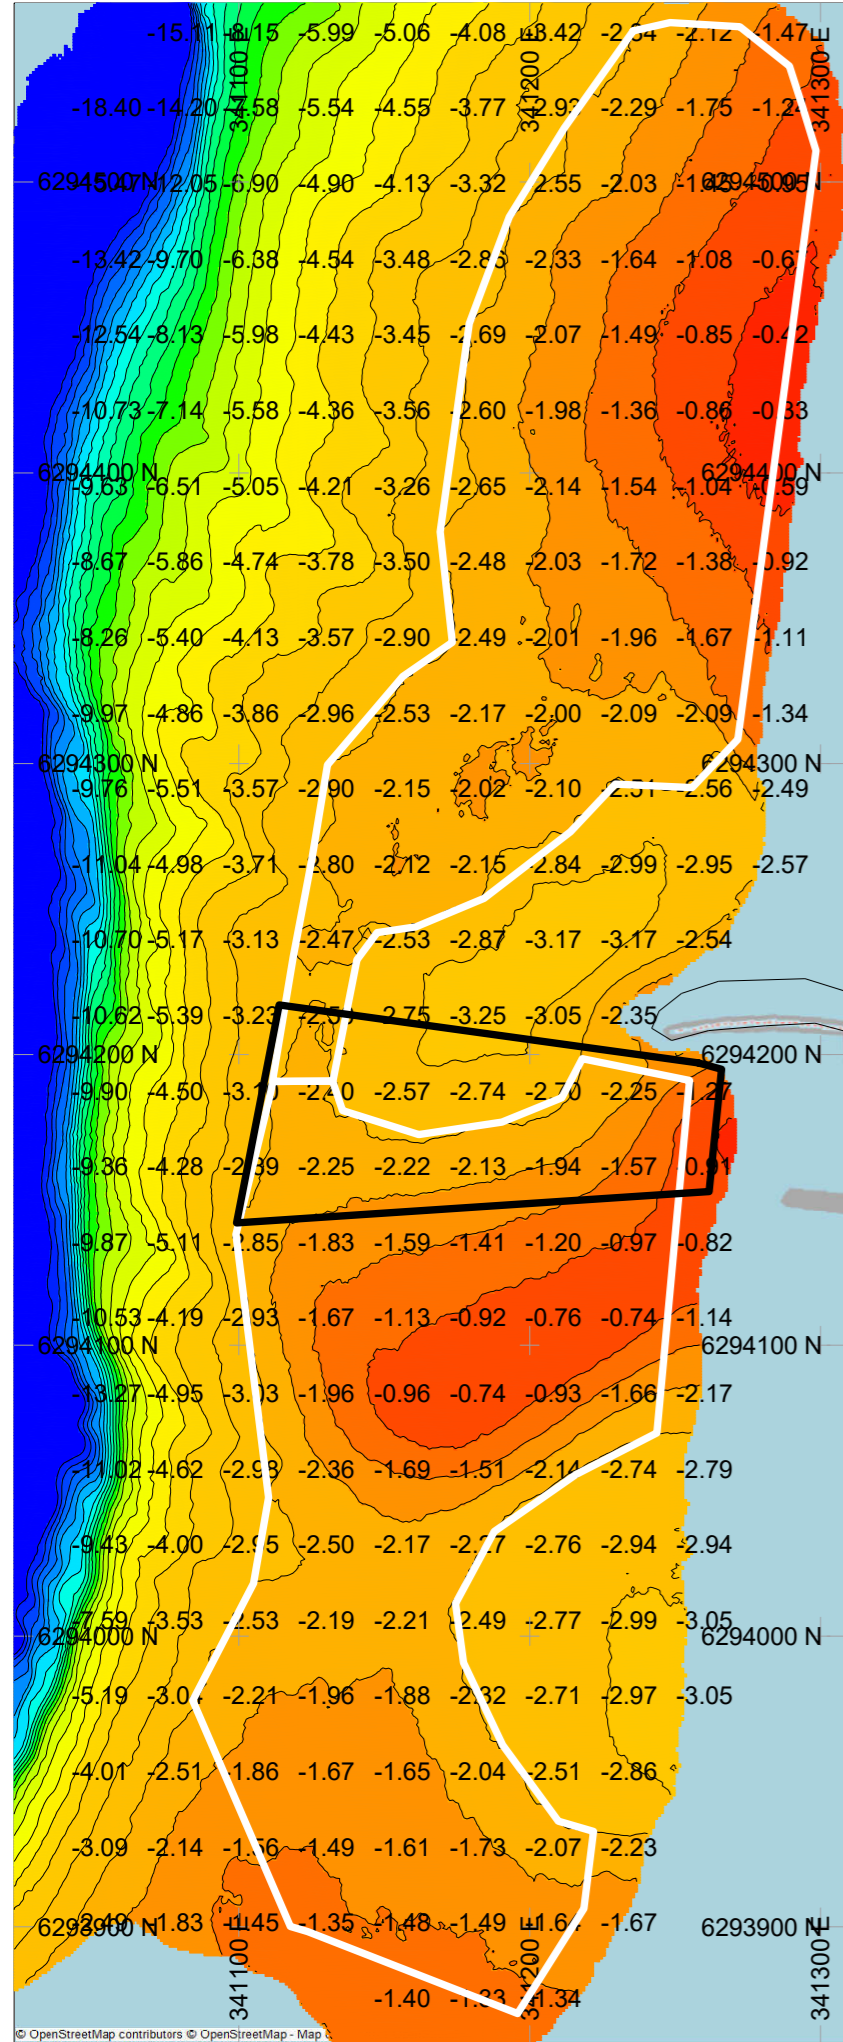 -15.11 -8.15 -5.99 -5.06 -4.08 -3.42 -2.12 -1.47
341100 E 341200 E 341300 E
-18.40 -14.20 -7.58 -5.54 -4.55 -3.77 -2.93 -2.29 -1.75
6294500 N -12.05 -6.90 -4.90 -4.13 -3.32 -2.55 -2.03 -1.45 -0.95 6294500 N
-13.42 -9.70 -6.38 -4.54 -3.48 -2.86 -2.33 -1.64 -1.08 -0.67
-12.54 -8.13 -5.98 -4.43 -3.45 -2.69 -2.07 -1.49 -0.85 -0.42
-10.73 -7.14 -5.58 -4.36 -3.56 -2.60 -1.98 -1.36 -0.86 -0.33
6294400 N 6294400 N
-9.63 -6.51 -5.05 -4.21 -3.26 -2.65 -2.14 -1.54 -1.04 -0.59
-8.67 -5.86 -4.74 -3.78 -3.50 -2.48 -2.03 -1.72 -1.38 -0.92
-8.26 -5.40 -4.13 -3.57 -2.90 -2.49 -2.01 -1.96 -1.67 -1.11
-9.97 -4.86 -3.86 -2.96 -2.53 -2.17 -2.00 -2.09 -2.09 -1.34
6294300 N 6294300 N
-9.76 -5.51 -3.57 -2.90 -2.15 -2.02 -2.10 -2.51 -2.56 -2.49
-11.04 -4.98 -3.71 -2.80 -2.12 -2.15 -2.84 -2.99 -2.95 -2.57
-10.70 -5.17 -3.13 -2.47 -2.53 -2.87 -3.17 -3.17 -2.54
-10.62 -5.39 -3.23 -2.75 -3.25 -3.05 -2.35
6294200 N 6294200 N
-9.90 -4.50 -3.10 -2.40 -2.57 -2.74 -2.70 -2.25 -1.27
-9.36 -4.28 -2.25 -2.22 -2.13 -1.94 -1.57 -0.91
-9.87 -5.11 -2.85 -1.83 -1.59 -1.41 -1.20 -0.97 -0.82
-10.53 -4.19 -2.93 -1.67 -1.13 -0.92 -0.76 -0.74 -1.14
6294100 N 6294100 N
-13.27 -4.95 -3.03 -1.96 -0.96 -0.74 -0.93 -1.66 -2.17
-11.02 -4.62 -2.93 -2.36 -1.69 -1.51 -2.14 -2.74 -2.79
-9.43 -4.00 -2.95 -2.50 -2.17 -2.27 -2.76 -2.94 -2.94
-7.59 -3.53 -2.53 -2.19 -2.21 -2.49 -2.77 -2.99 -3.05
6294000 N 6294000 N
-5.19 -2.21 -1.96 -1.88 -2.32 -2.71 -2.97 -3.05
-4.01 -2.51 -1.86 -1.67 -1.65 -2.04 -2.51 -2.86
-3.09 -2.14 -1.56 -1.49 -1.61 -1.73 -2.07 -2.23
6293900 N -2.49 -1.83 -1.45 -1.35 -1.48 -1.49 -1.64 -1.67 6293900 N
341100 E 341200 E 341300 E
-1.40 -1.33 -1.34
© OpenStreetMap contributors © OpenStreetMap - Map